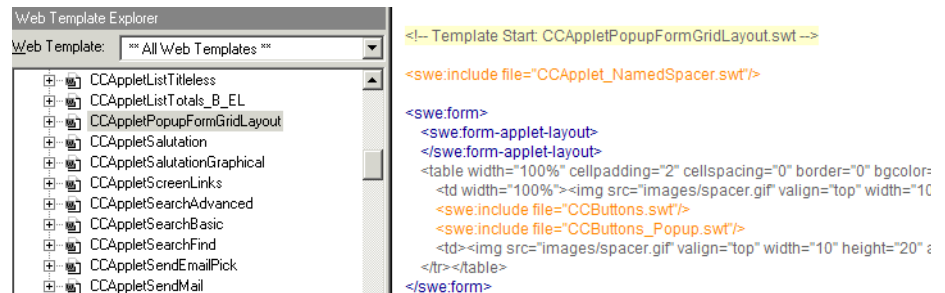 Web Template Explorer
Web Template: ** All Web Templates **
CCAppletListTitleless
CCAppletListTotals_B_EL
CCAppletPopupFormGridLayout
CCAppletSalutation
CCAppletSalutationGraphical
CCAppletScreenLinks
CCAppletSearchAdvanced
CCAppletSearchBasic
CCAppletSearchFind
CCAppletSendEmailPick
CCAppletSendMail
<!-- Template Start: CCAppletPopupFormGridLayout.swt -->
<swe:include file="CCApplet_NamedSpacer.swt"/>
<swe:form>
<swe:form-applet-layout>
</swe:form-applet-layout>
<table width="100%" cellpadding="2" cellspacing="0" border="0" bgcolor=
<td width="100%"><img src="images/spacer.gif" valign="top" width="10
<swe:include file="CCButtons.swt"/>
<swe:include file="CCButtons_Popup.swt"/>
<td><img src="images/spacer.gif" valign="top" width="10" height="20" a
</tr></table>
</swe:form>